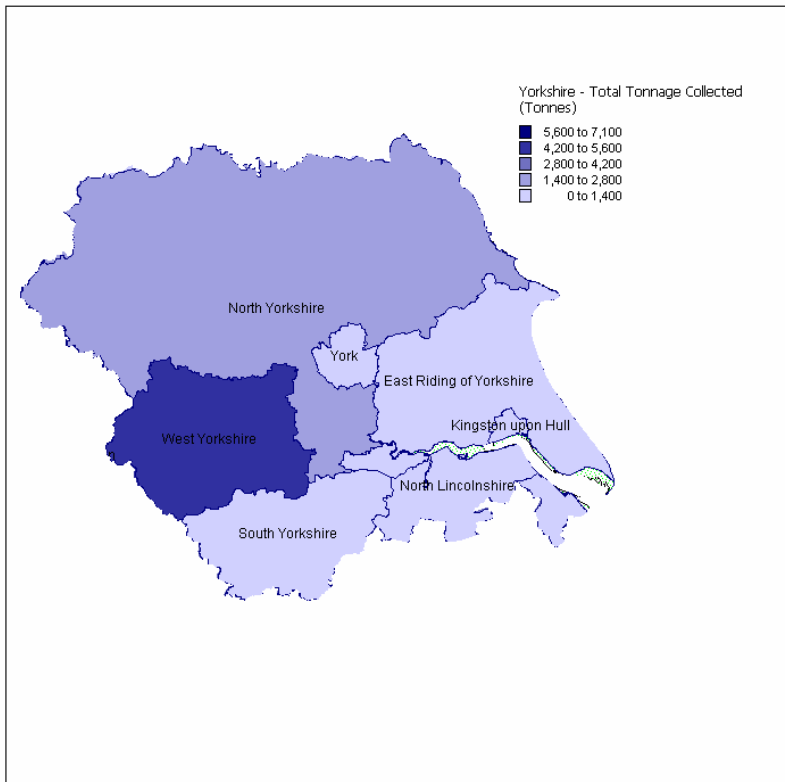 Yorkshire - Total Tonnage Collected
(Tonnes)
5,600 to 7,100
4,200 to 5,600
2,800 to 4,200
1,400 to 2,800
0 to 1,400
North Yorkshire
York
East Riding of Yorkshire
Kingston upon Hull
West Yorkshire
North Lincolnshire
South Yorkshire